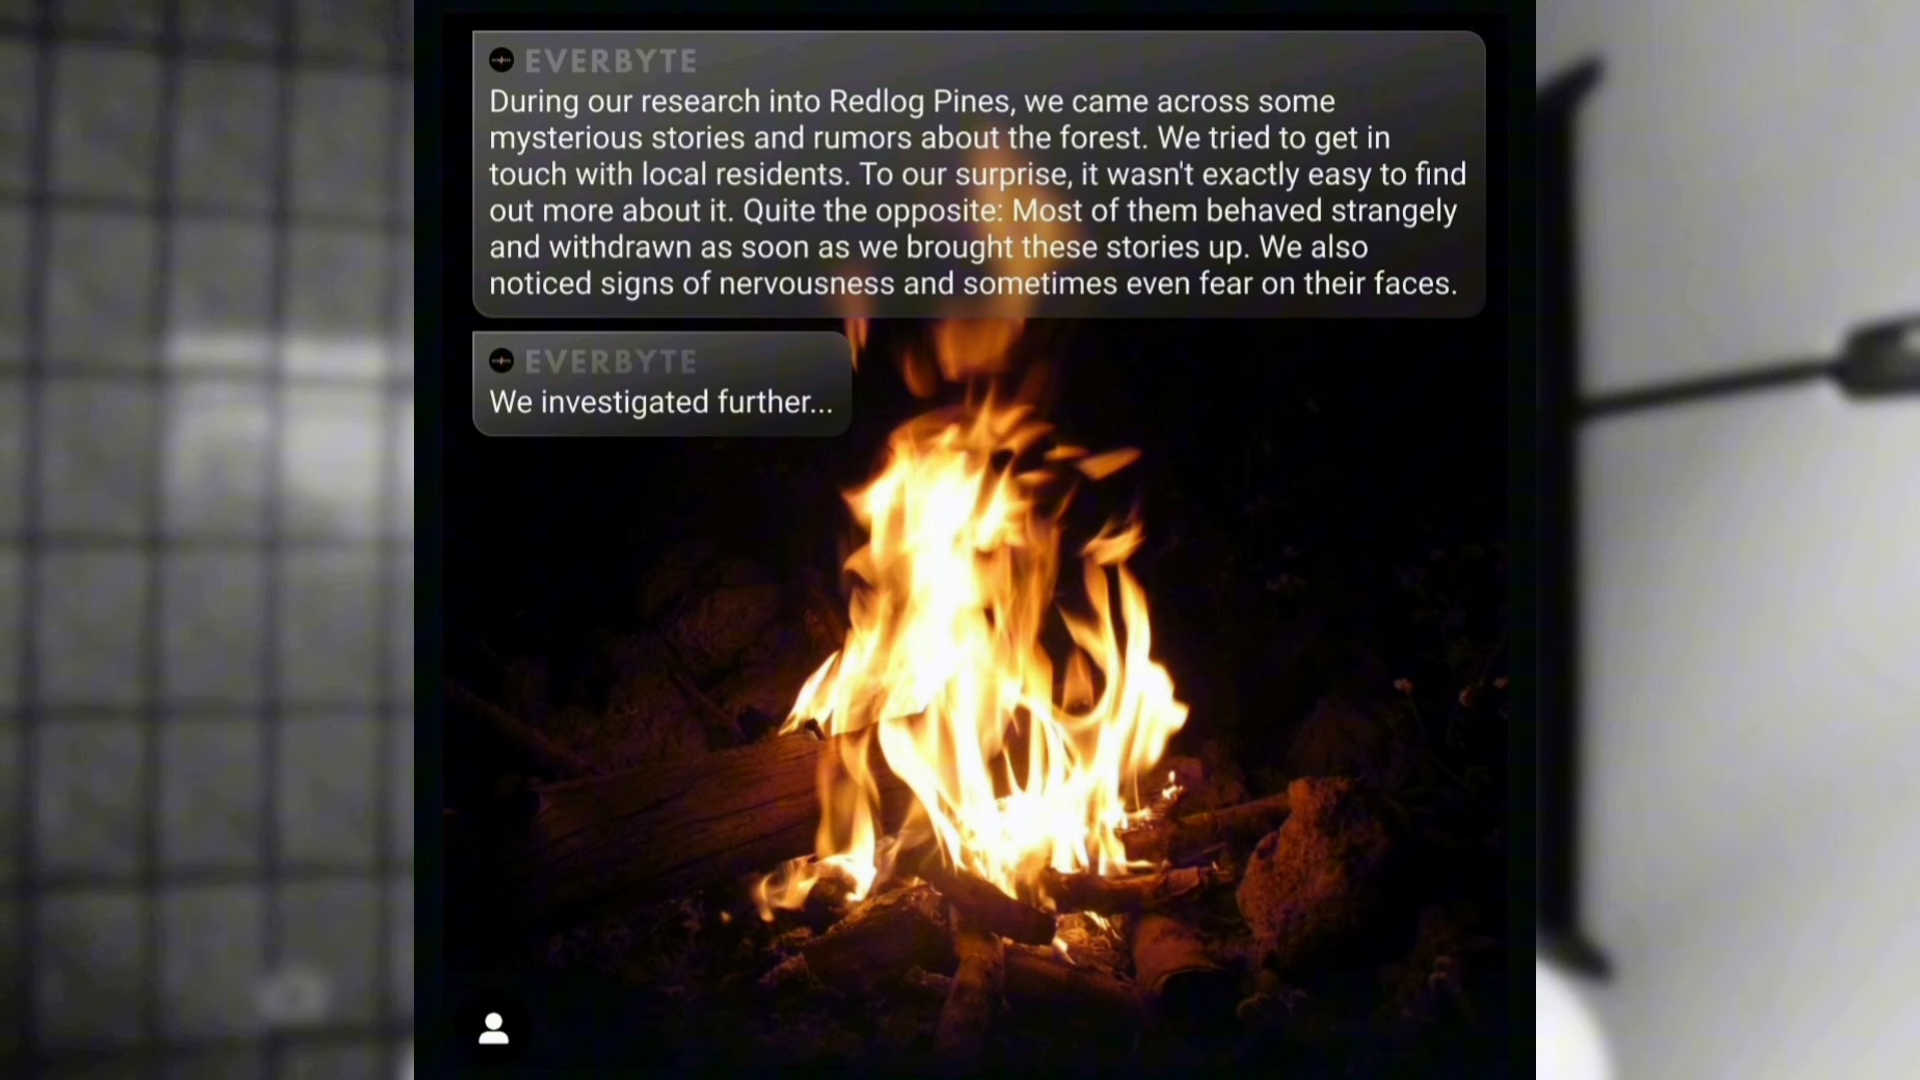 EVERBYTE
During our research into Redlog Pines, we came across some
mysterious stories and rumors about the forest. We tried to get in
touch with local residents. To our surprise, it wasn't exactly easy to find
out more about it. Quite the opposite: Most of them behaved strangely
and withdrawn as soon as we brought these stories up. We also
noticed signs of nervousness and sometimes even fear on their faces.
EVERBYTE
We investigated further...